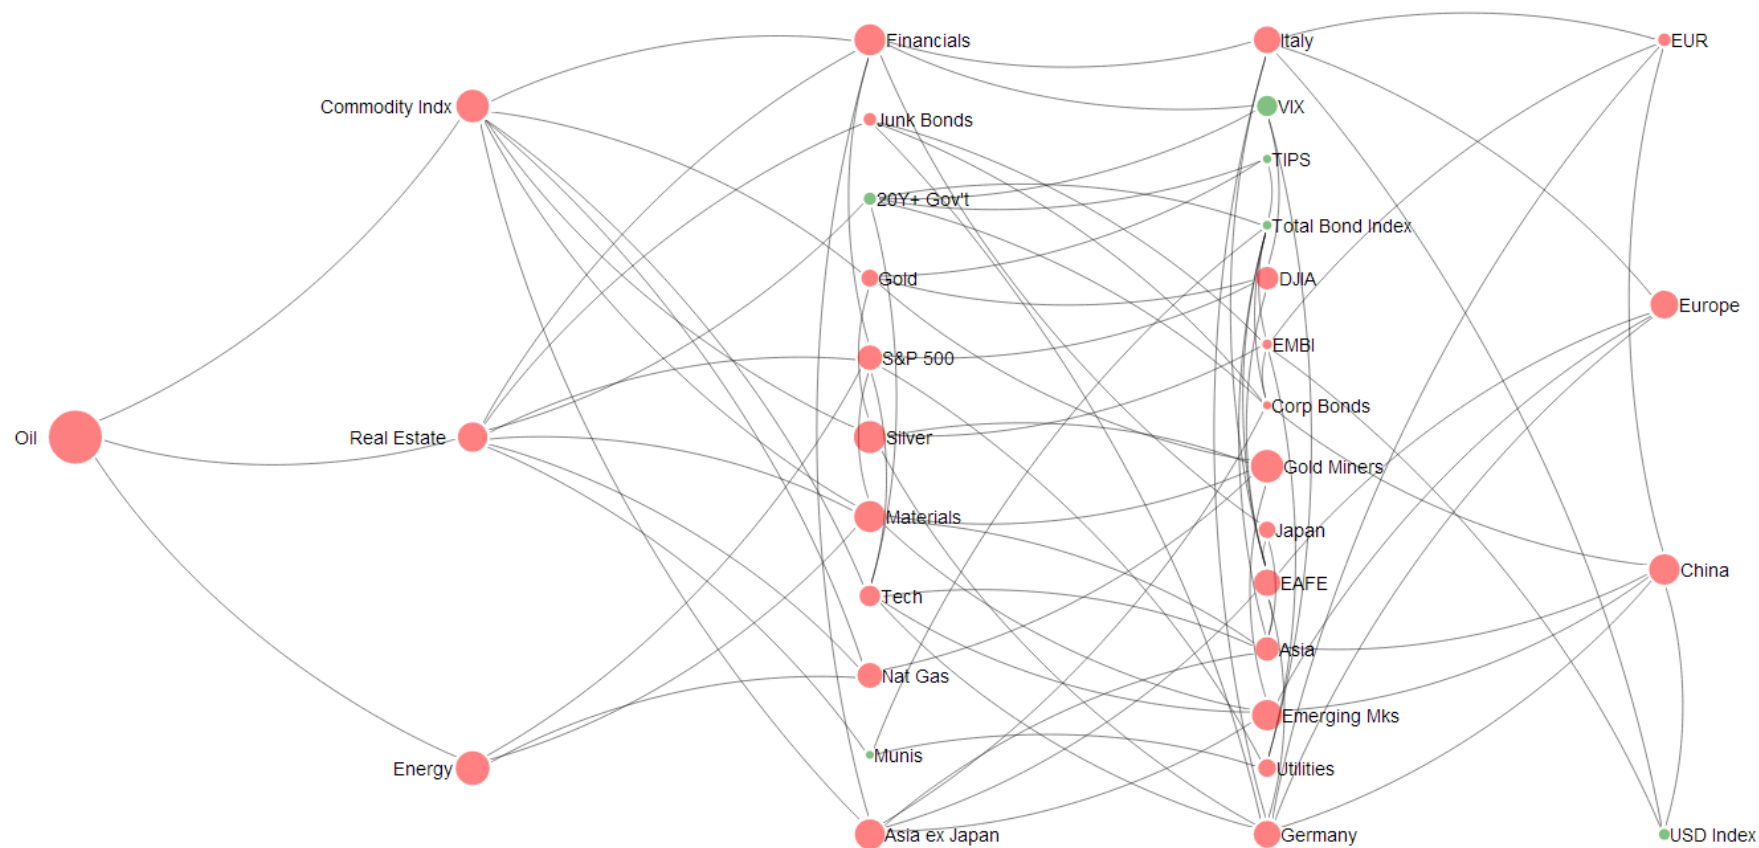 Oil
Commodity Indx
Real Estate
Energy
Financials
Junk Bonds
20Y+ Gov't
Gold
S&P 500
Silver
Materials
Tech
Nat Gas
Munis
Asia ex Japan
Italy
VIX
TIPS
Total Bond Index
DJIA
EMBI
Corp Bonds
Gold Miners
Japan
EAFE
Asia
Emerging Mks
Utilities
Germany
EUR
Europe
China
USD Index